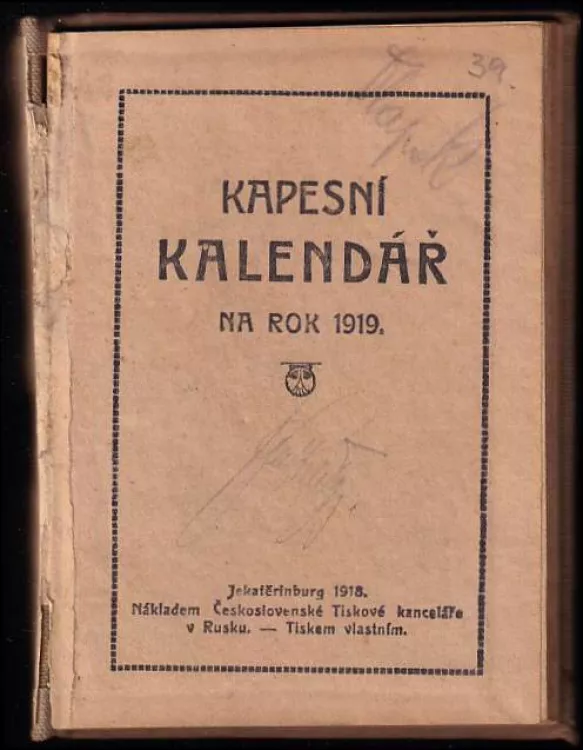 39.
KAPESNÍ
KALENDÁŘ
NA ROK 1919.
Jekatěrinburg 1918.
Nákladem Československé Tiskové kanceláře
v Rusku. — Tiskem vlastním.